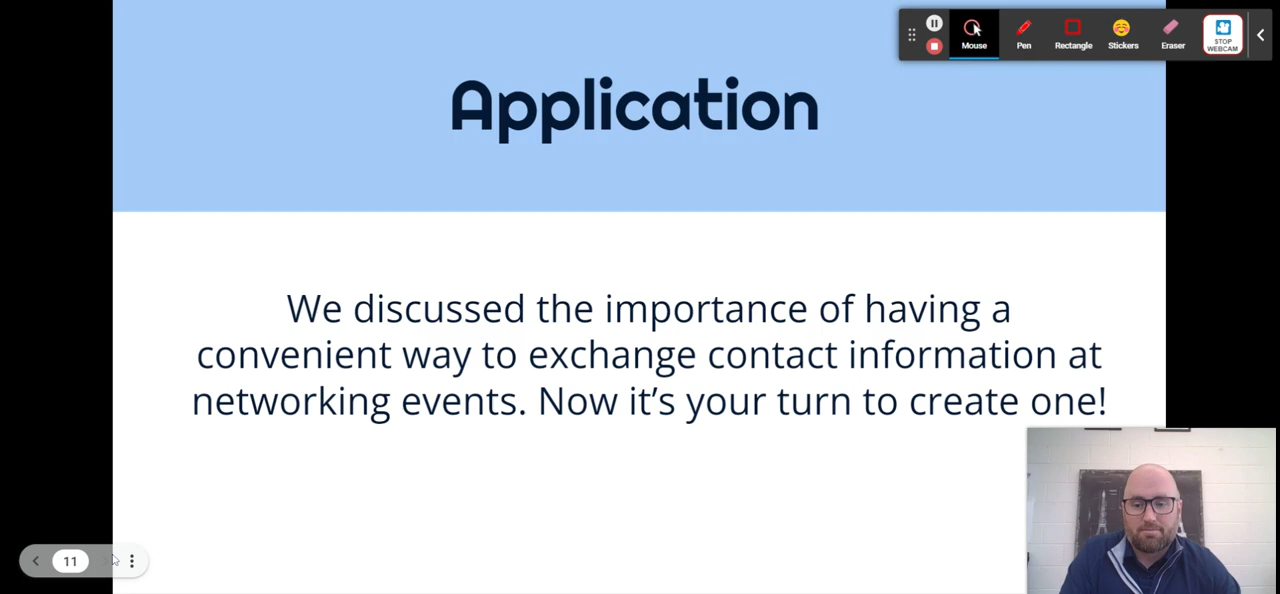 Application
Mouse
Pen
Rectangle
Stickers
Eraser
STOP
WEBCAM
We discussed the importance of having a
convenient way to exchange contact information at
networking events. Now it’s your turn to create one!
11